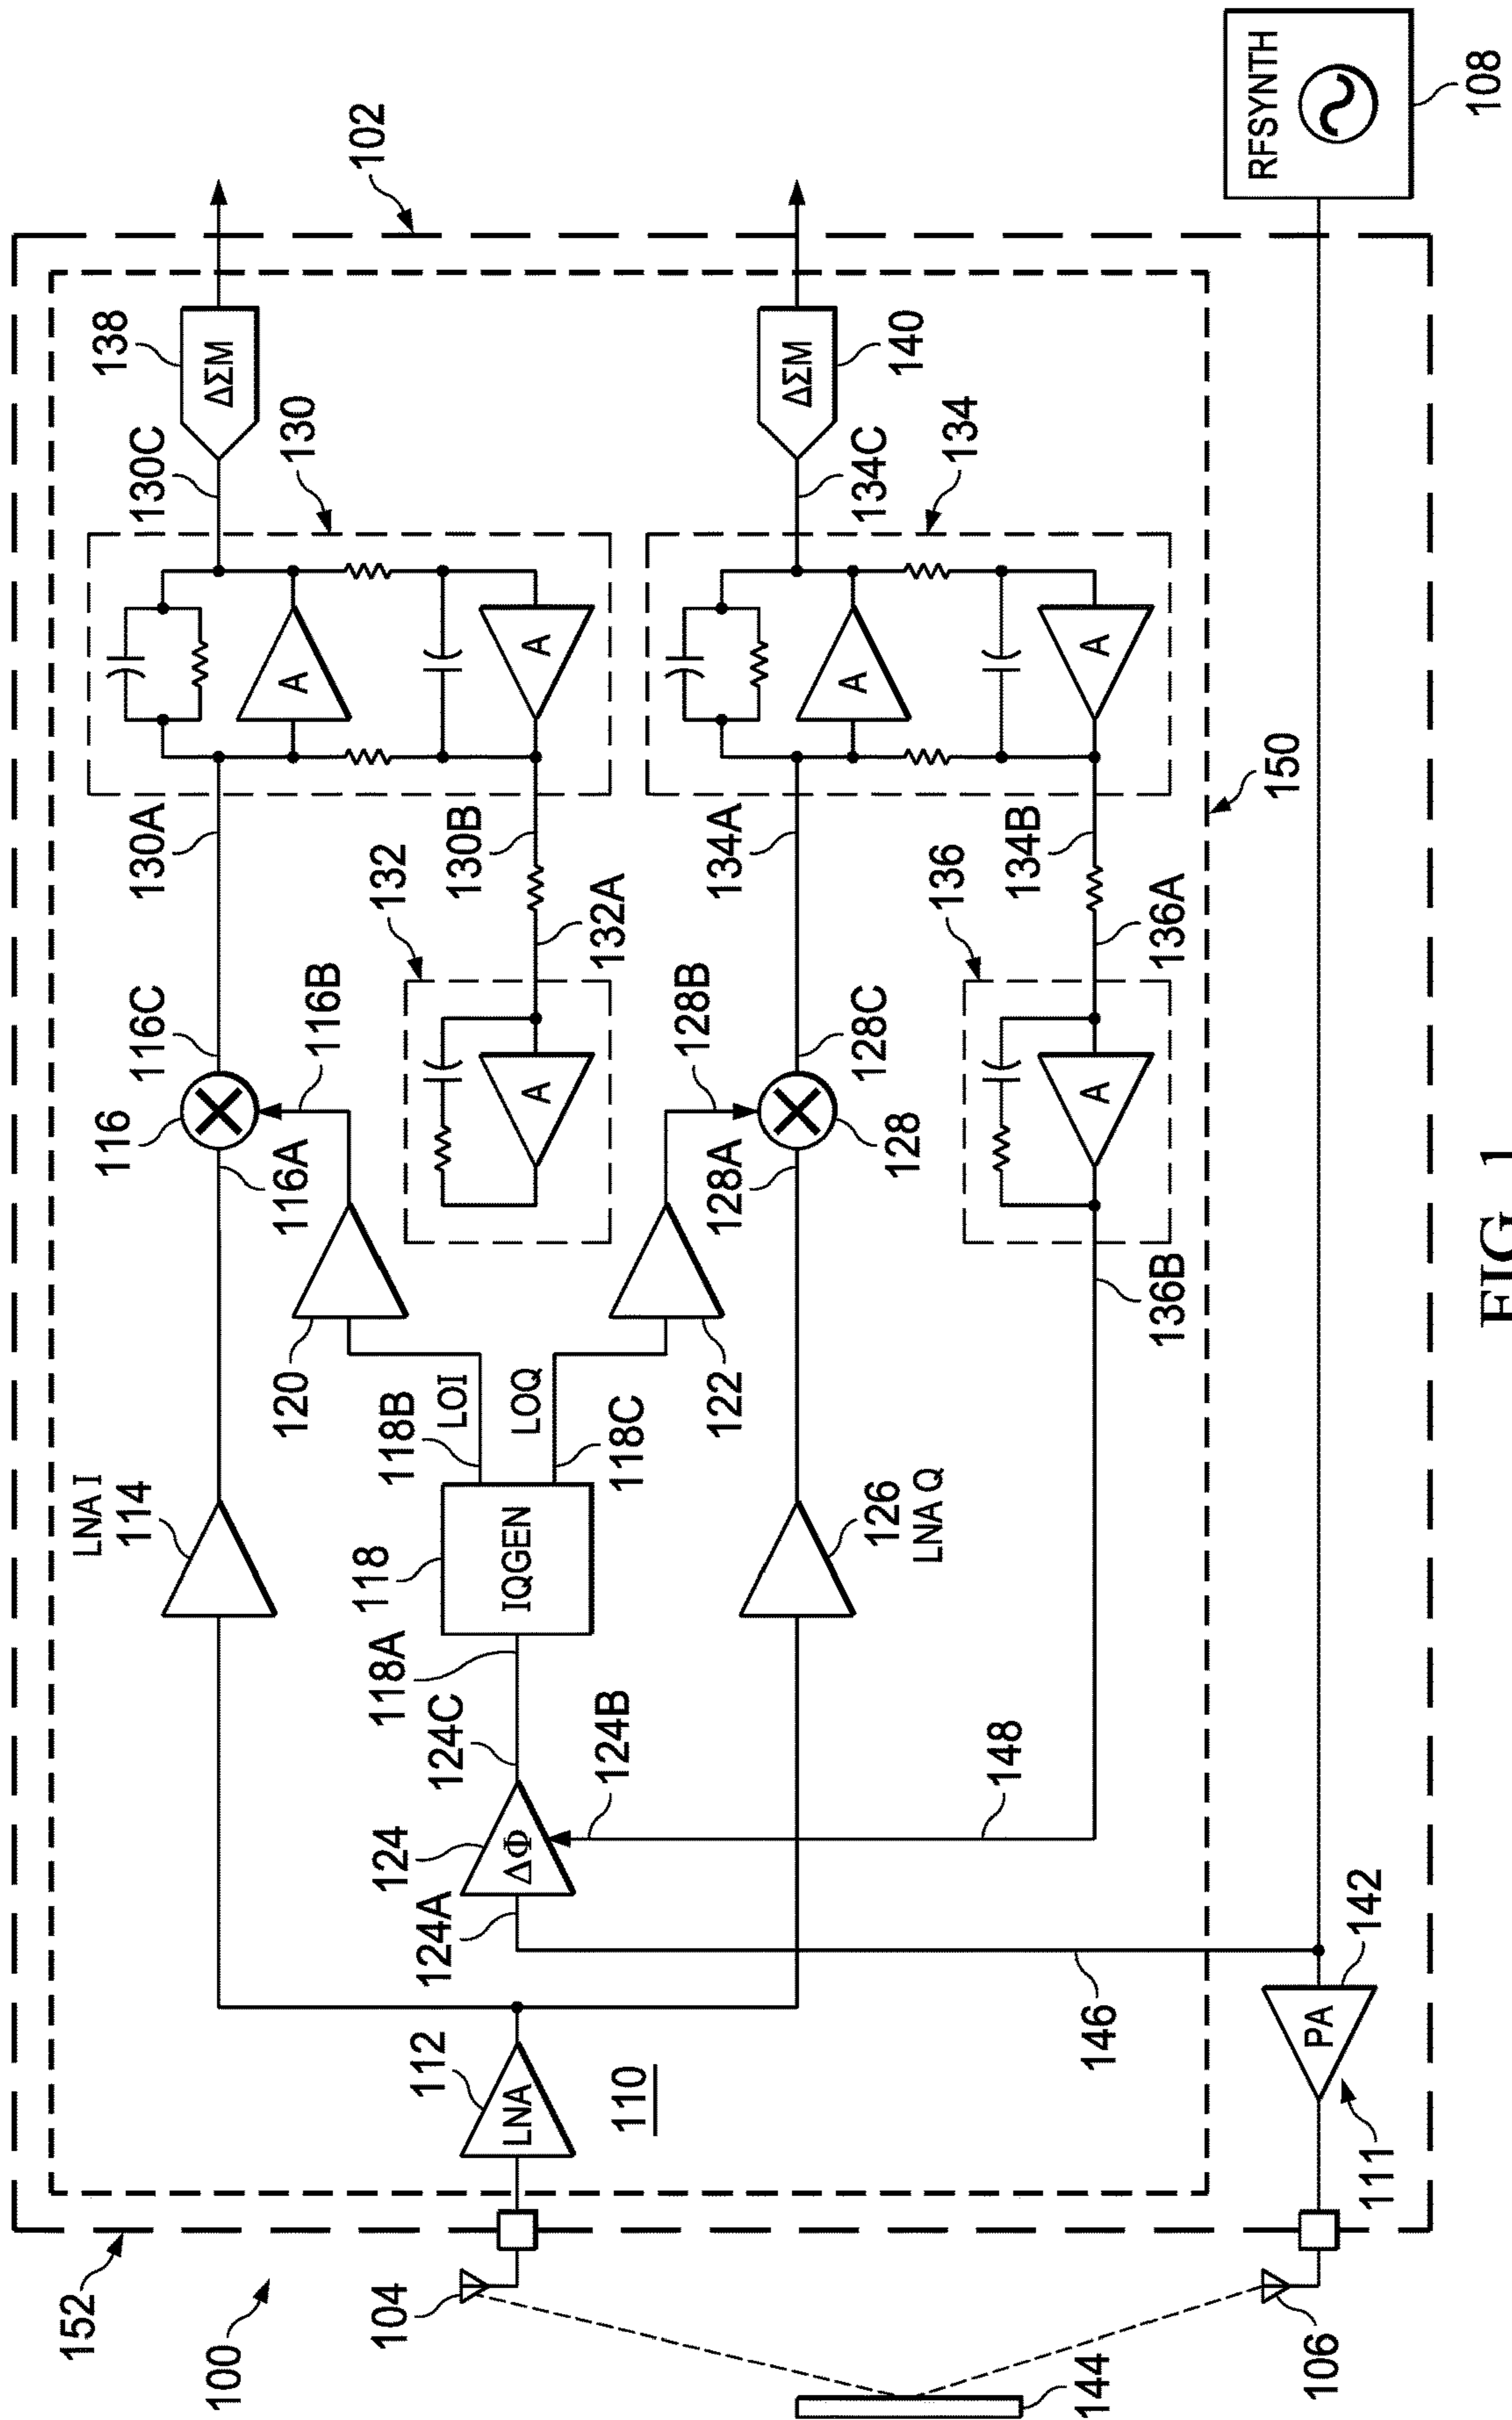 152
LNA I
114
116
138
130C
130A
116C
100
ΔΣM
116A
120
A
130
116B
102
104
112
124
118
132
124A
124C
118A
118B
LOI
130B
LNA
ΔΦ
IQGEN
LOQ
A
A
110
124B
118C
132A
128B
122
128A
134A
144
ΔΣM
A
126
128
128C
134C
140
LNA Q
136
134
148
134B
146
136B
A
136A
A
150
RFSYNTH
106
PA
111
142
108
FIG 1